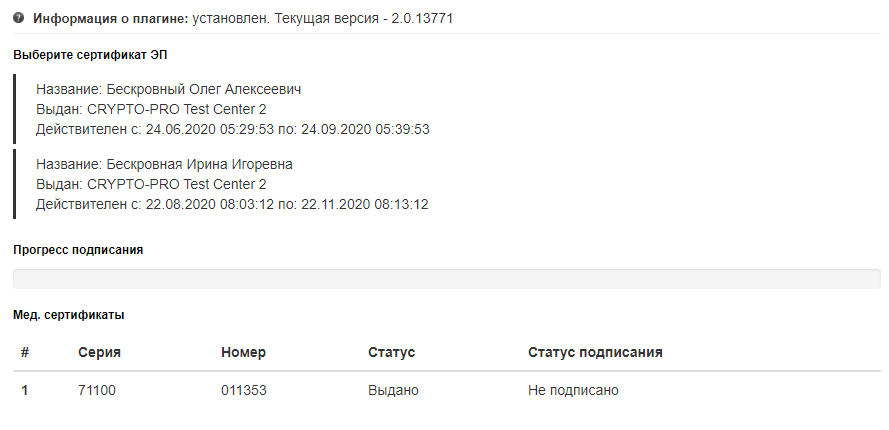 Информация о плагине: установлен. Текущая версия - 2.0.13771
Выберите сертификат ЭП
Название: Бескровный Олег Алексеевич
Выдан: CRYPTO-PRO Test Center 2
Действителен с: 24.06.2020 05:29:53 по: 24.09.2020 05:39:53
Название: Бескровная Ирина Игоревна
Выдан: CRYPTO-PRO Test Center 2
Действителен с: 22.08.2020 08:03:12 по: 22.11.2020 08:13:12
Прогресс подписания
Мед. сертификаты
# Серия Номер Статус Статус подписания
1 71100 011353 Выдано Не подписано